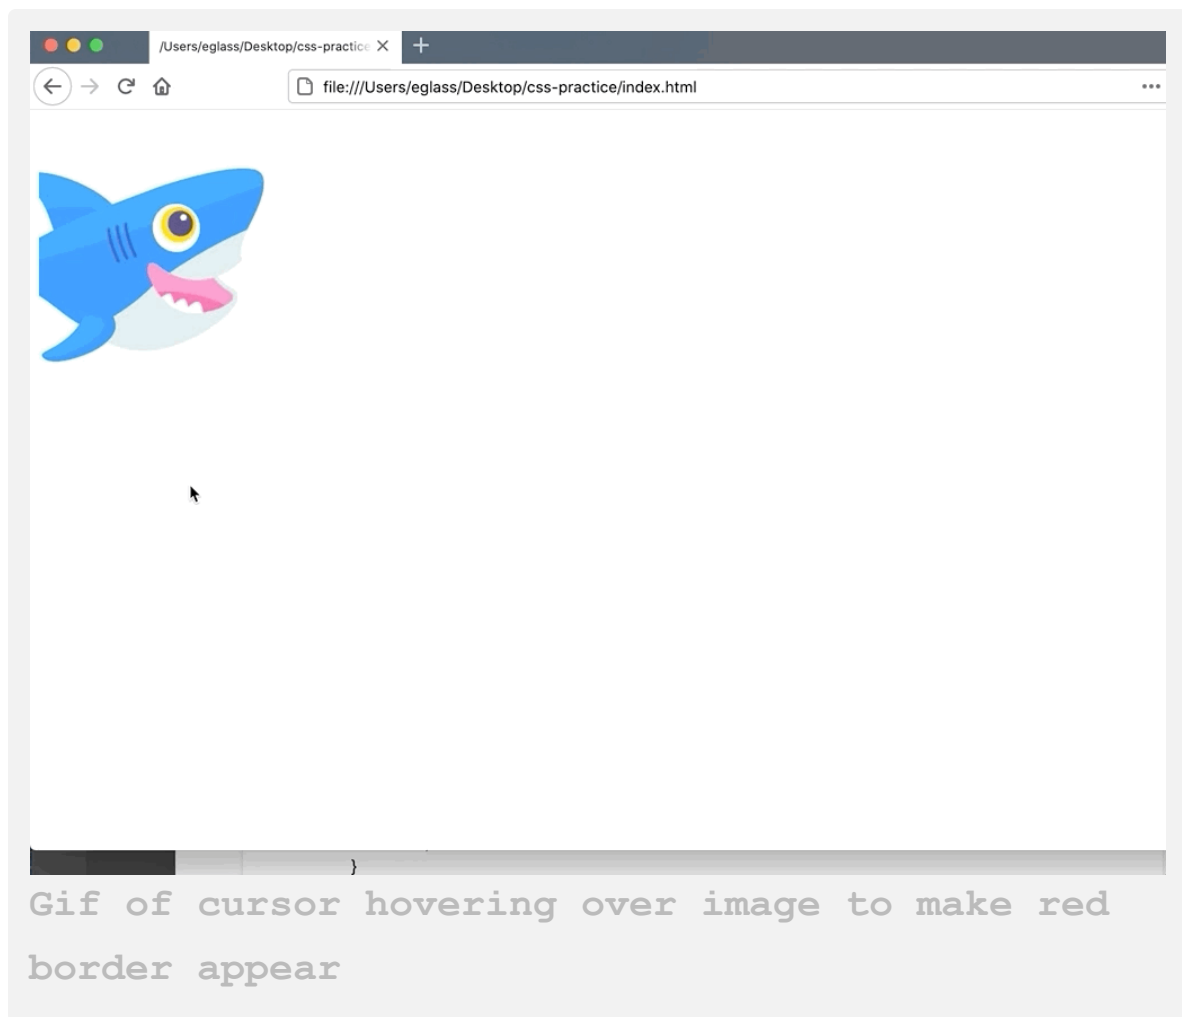 /Users/eglass/Desktop/css-practice
file:///Users/eglass/Desktop/css-practice/index.html
}
Gif of cursor hovering over image to make red
border appear